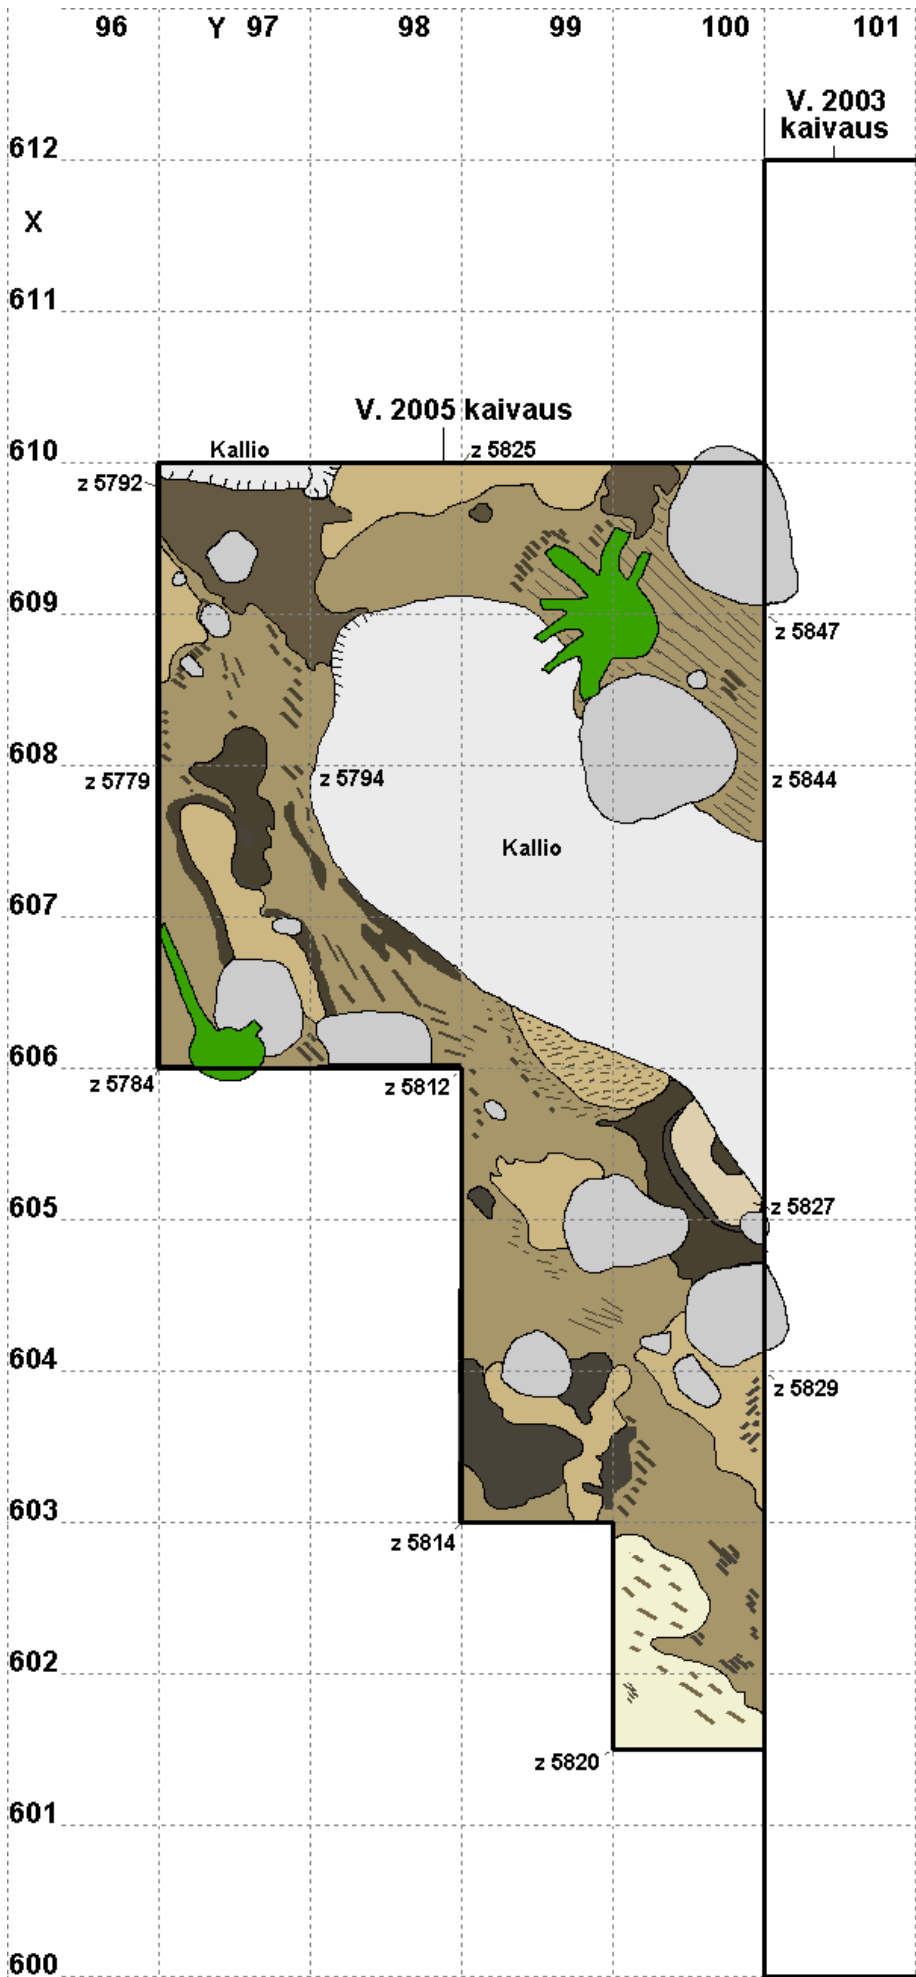 96 Y 97 98 99 100 101
V. 2003
kaivaus
612
X
611
V. 2005 kaivaus
610 Kallio z 5825
z 5792
609
z 5847
608
z 5779 z 5794 z 5844
Kallio
607
606
z 5784 z 5812
605
z 5827
604
z 5829
603
z 5814
602
z 5820
601
600